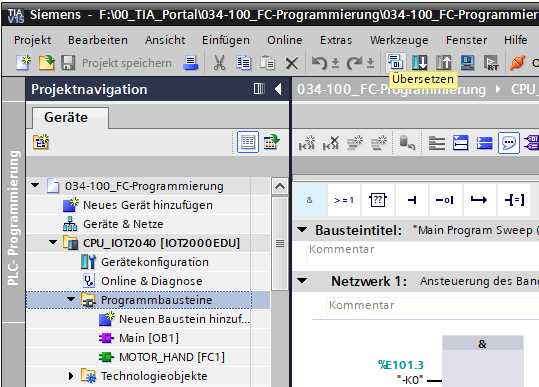 TIA V15 Siemens - F:\00_TIA_Portal\034-100_FC-Programmierung\034-100_FC-Programmier
Projekt Bearbeiten Ansicht Einfügen Online Extras Werkzeuge Fenster Hilfe
Projekt speichern
Übersetzen
Projektnavigation
034-100_FC-Programmierung CPU_
Geräte
PLC- Programmierung
034-100_FC-Programmierung
Neues Gerät hinzufügen
Geräte & Netze
CPU_IOT2040 [IOT2000EDU]
Gerätekonfiguration
Online & Diagnose
Programmbausteine
Neuen Baustein hinzuf...
Main [OB1]
MOTOR_HAND [FC1]
Technologieobjekte
& >=1 ??
Bausteintitel: "Main Program Sweep (
Kommentar
Netzwerk 1: Ansteuerung des Ban
Kommentar
&
%E101.3
"-K0"